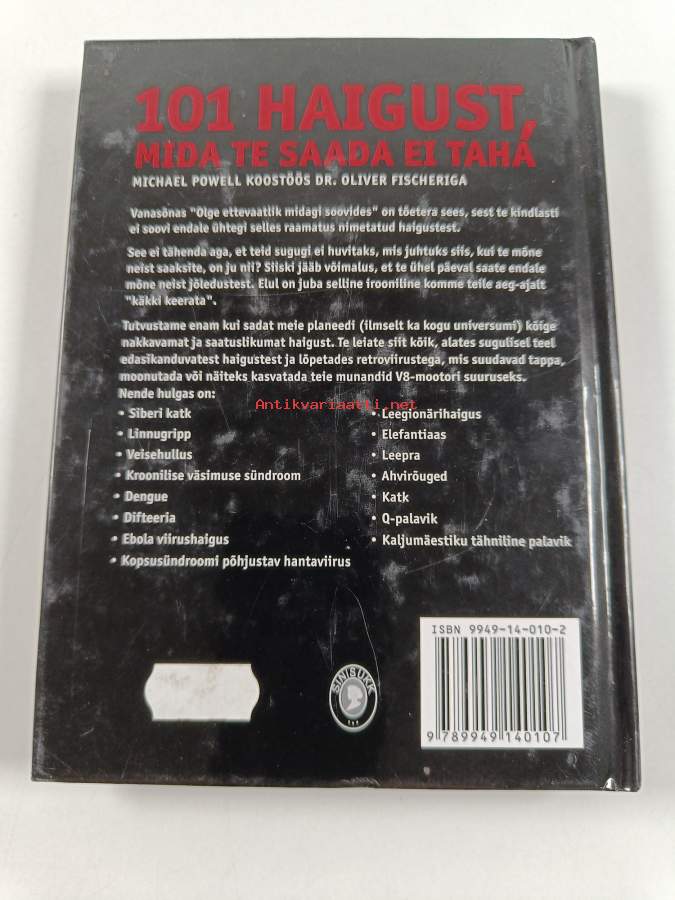 101 HAIGUST,
MIDA TE SAADA EI TAHA
MICHAEL POWELL KOOSTÖÖS DR. OLIVER FISCHERIGA
Vanasõnas "Olge ettevaatlik midagi soovides" on tõetera sees, sest te kindlasti
ei soovi endale ühtegi selles raamatus nimetatud haigustest.
See ei tähenda aga, et teid sugugi ei huvitaks, mis juhtuks siis, kui te mõne
neist saaksite, on ju nii? Siiski jääb võimalus, et te ühel päeval saate endale
mõne neist jõledustest. Elul on juba selline irooniline komme teile aeg-ajalt
"käkki keerata".
Tutvustame enam kui sadat meie planeedi (ilmselt ka kogu universumi) kõige
nakkavamat ja saatuslikumat haigust. Te leiate siit kõik, alates sugulisel teel
edasikanduvatest haigustest ja lõpetades retroviirustega, mis suudavad tappa,
moonutada või näiteks kasvatada teie munandid V8-mootori suuruseks.
Nende hulgas on:
• Siberi katk
• Linnugripp
• Veisehullus
• Kroonilise väsimuse sündroom
• Dengue
• Difteeria
• Ebola viirushaigus
• Kopsusündroomi põhjustav hantaviirus
• Leegionärihaigus
• Elefantiaas
• Leepra
• Ahvirõuged
• Katk
• Q-palavik
• Kaljumäestiku tähniline palavik
Antikvariaatti.net
SINISUKK
ISBN 9949-14-010-2
9 789949 140107